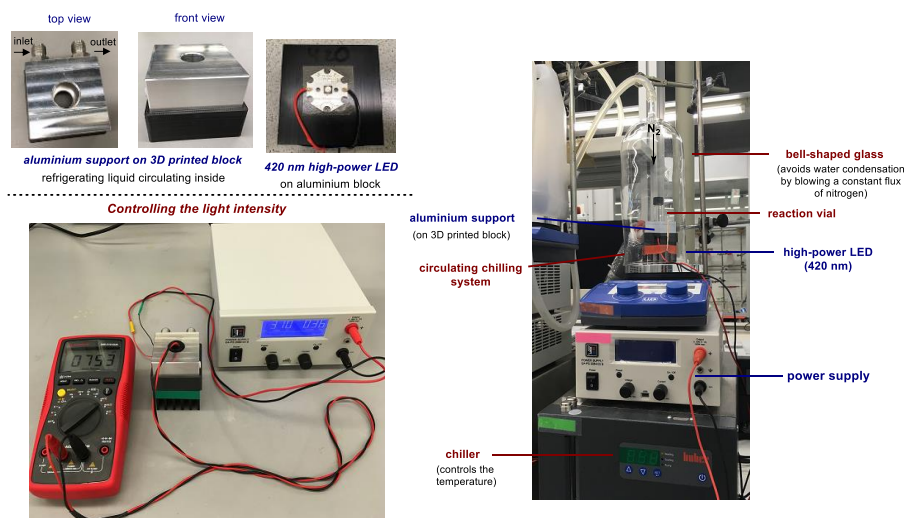 top view
front view
inlet
outlet
aluminium support on 3D printed block
refrigerating liquid circulating inside
420 nm high-power LED
on aluminium block
Controlling the light intensity
N2
bell-shaped glass
(avoids water condensation
by blowing a constant flux
of nitrogen)
reaction vial
aluminium support
(on 3D printed block)
high-power LED
(420 nm)
circulating chilling
system
power supply
chiller
(controls the
temperature)
huber